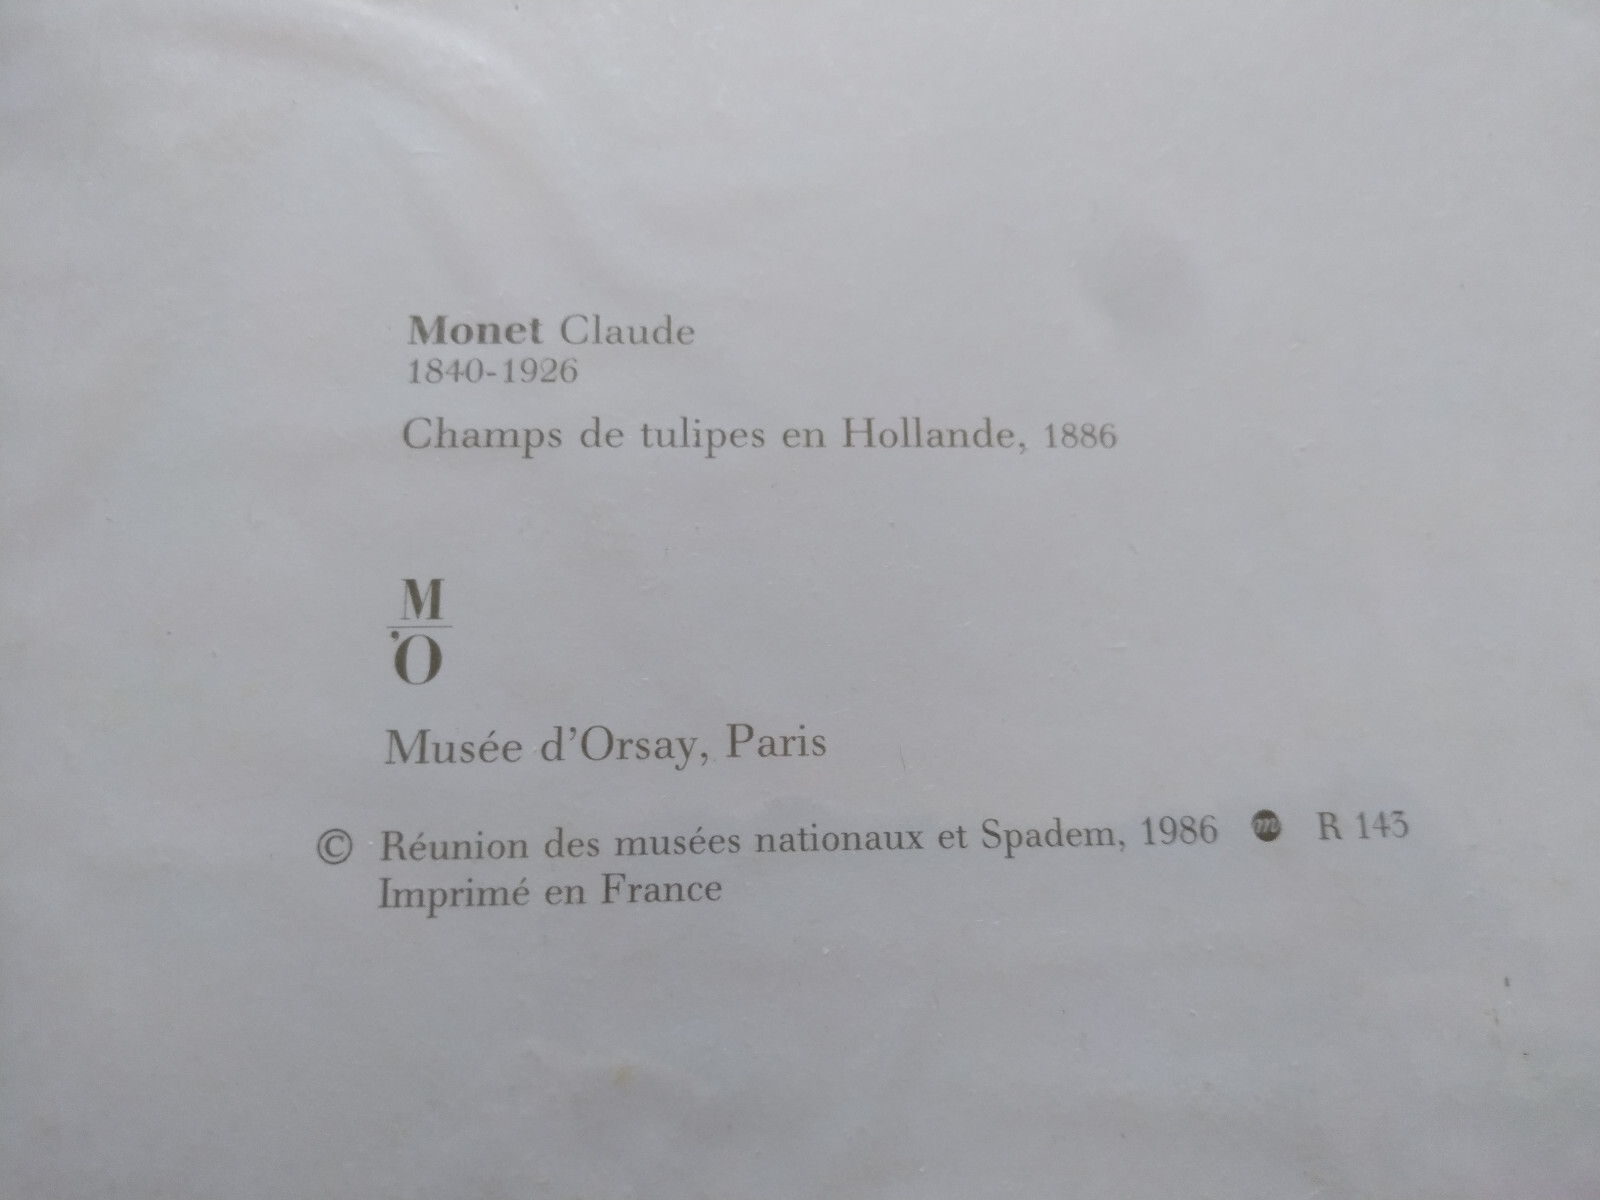 Monet Claude
1840-1926
Champs de tulipes en Hollande, 1886
M
'O
Musée d'Orsay, Paris
© Réunion des musées nationaux et Spadem, 1986 m R 143
Imprimé en France